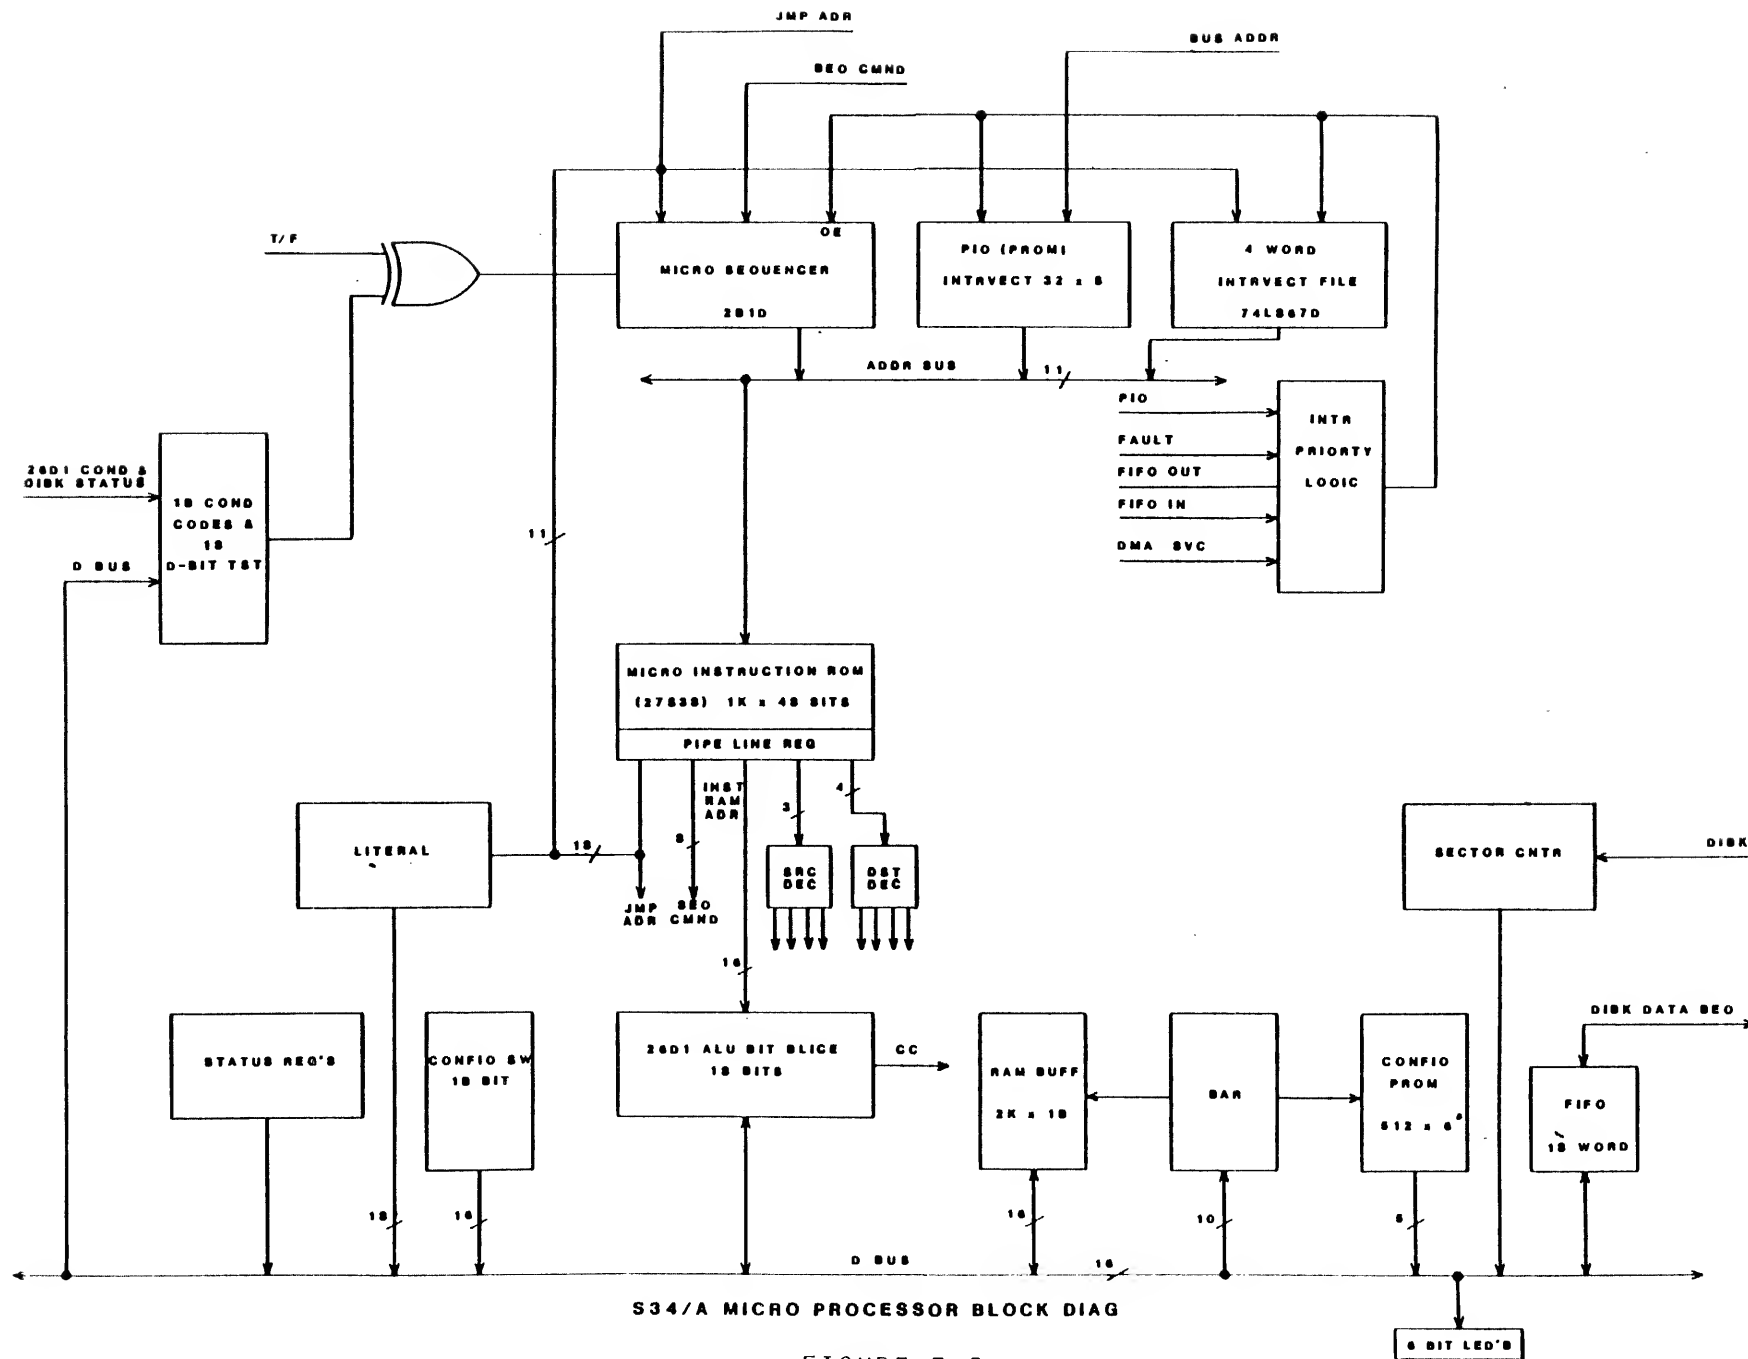 JMP ADR
BUS ADDR
SEQ CMND
T/F
OE
MICRO SEQUENCER
2910
PIO (PROM)
INTRVECT 32 x 8
4 WORD
INTRVECT FILE
74LS670
ADDR BUS
11
PIO
FAULT
FIFO OUT
FIFO IN
DMA SVC
INTR
PRIORTY
LOGIC
2901 COND &
DISK STATUS
D BUS
16 COND
CODES &
16
D-BIT TST
11
MICRO INSTRUCTION ROM
(27S35) 1K x 48 BITS
PIPE LINE REG
INST
RAM
ADR
8
3
4
LITERAL
16
JMP
ADR
SEQ
CMND
SRC
DEC
DST
DEC
SECTOR CNTR
DISK
16
STATUS REG'S
CONFIG SW
16 BIT
2901 ALU BIT SLICE
16 BITS
CC
RAM BUFF
2K x 16
BAR
CONFIG
PROM
512 x 8
DISK DATA SEQ
FIFO
16 WORD
16
16
16
10
8
D BUS
16
S34/A MICRO PROCESSOR BLOCK DIAG
6 BIT LED'S